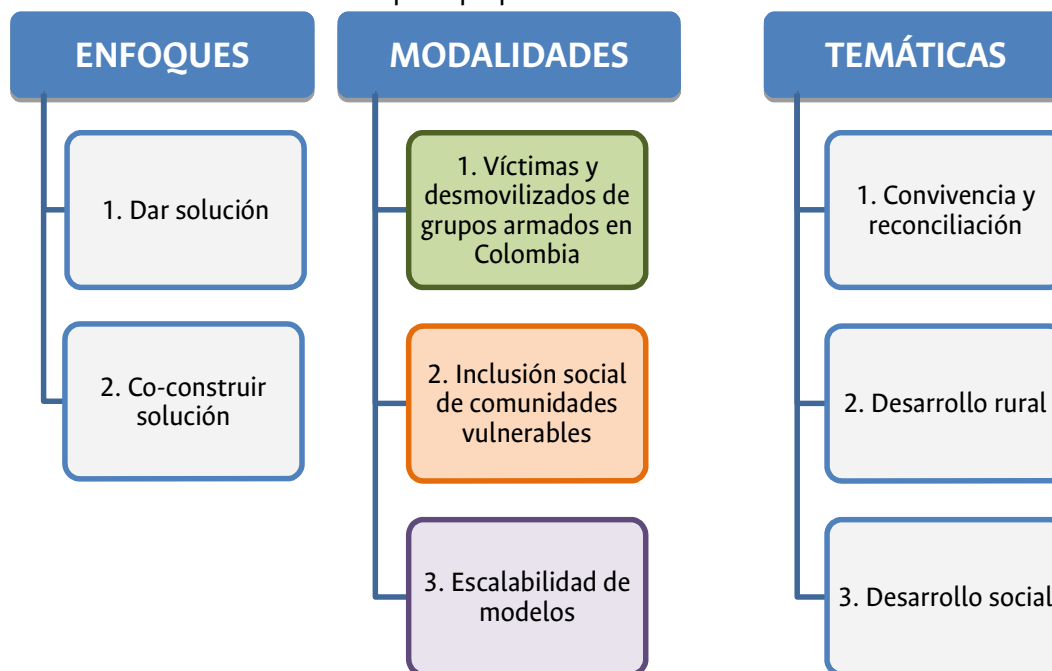 ENFOQUES
1. Dar solución
2. Co-construir
solución
MODALIDADES
1. Víctimas y
desmovilizados de
grupos armados en
Colombia
2. Inclusión social
de comunidades
vulnerables
3. Escalabilidad de
modelos
TEMÁTICAS
1. Convivencia y
reconciliación
2. Desarrollo rural
3. Desarrollo social